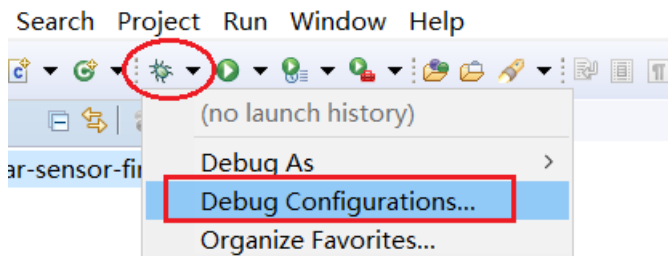 Search Project Run Window Help
(no launch history)
ar-sensor-fir
Debug As
Debug Configurations...
Organize Favorites...